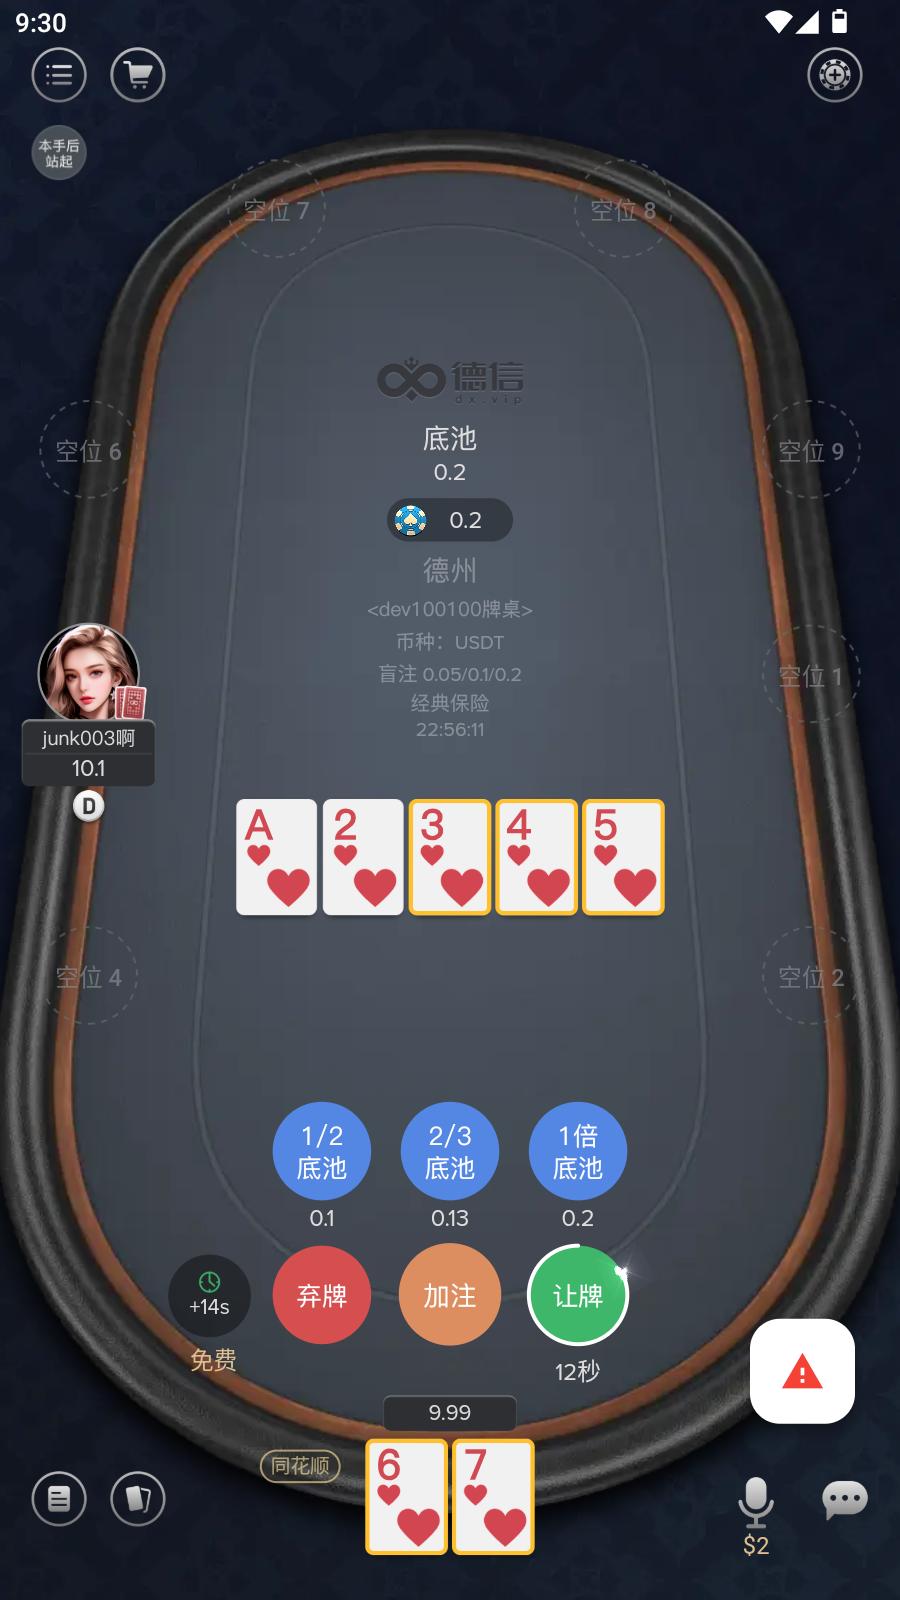 9:30
本手后
站起
空位 7
空位 8
德信
dx.vip
底池
0.2
空位 6
空位 9
0.2
德州
<dev100100牌桌>
币种：USDT
盲注 0.05/0.1/0.2
空位 1
经典保险
22:56:11
junk003啊
10.1
D
A
2
3
4
5
空位 4
空位 2
1/2
底池
2/3
底池
1倍
底池
0.1
0.13
0.2
+14s
弃牌
加注
让牌
免费
12秒
9.99
同花顺
6
7
$2